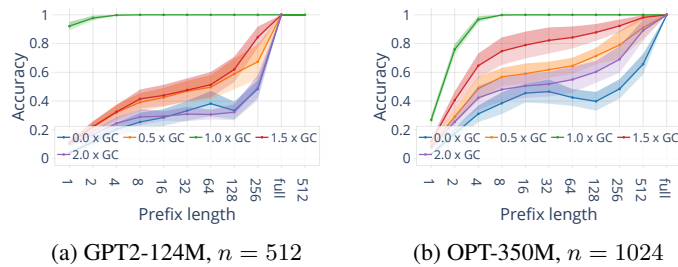 1
0.8
0.6
0.4
0.2
0
Accuracy
0.0 x GC 0.5 x GC 1.0 x GC 1.5 x GC
2.0 x GC
1 2 4 8 16 32 64 128 256 full 512
Prefix length
(a) GPT2-124M, n = 512
1
0.8
0.6
0.4
0.2
0
Accuracy
0.0 x GC 0.5 x GC 1.0 x GC 1.5 x GC
2.0 x GC
1 2 4 8 16 32 64 128 256 512 full
Prefix length
(b) OPT-350M, n = 1024